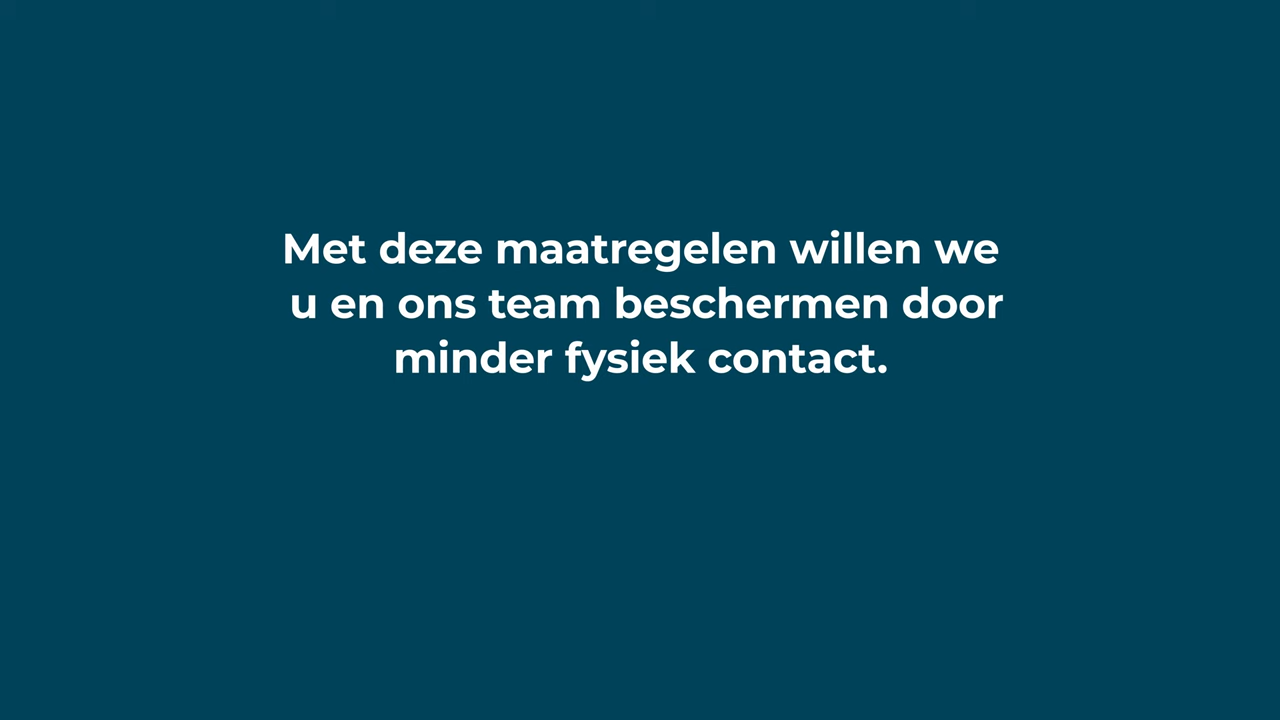 Met deze maatregelen willen we
u en ons team beschermen door
minder fysiek contact.